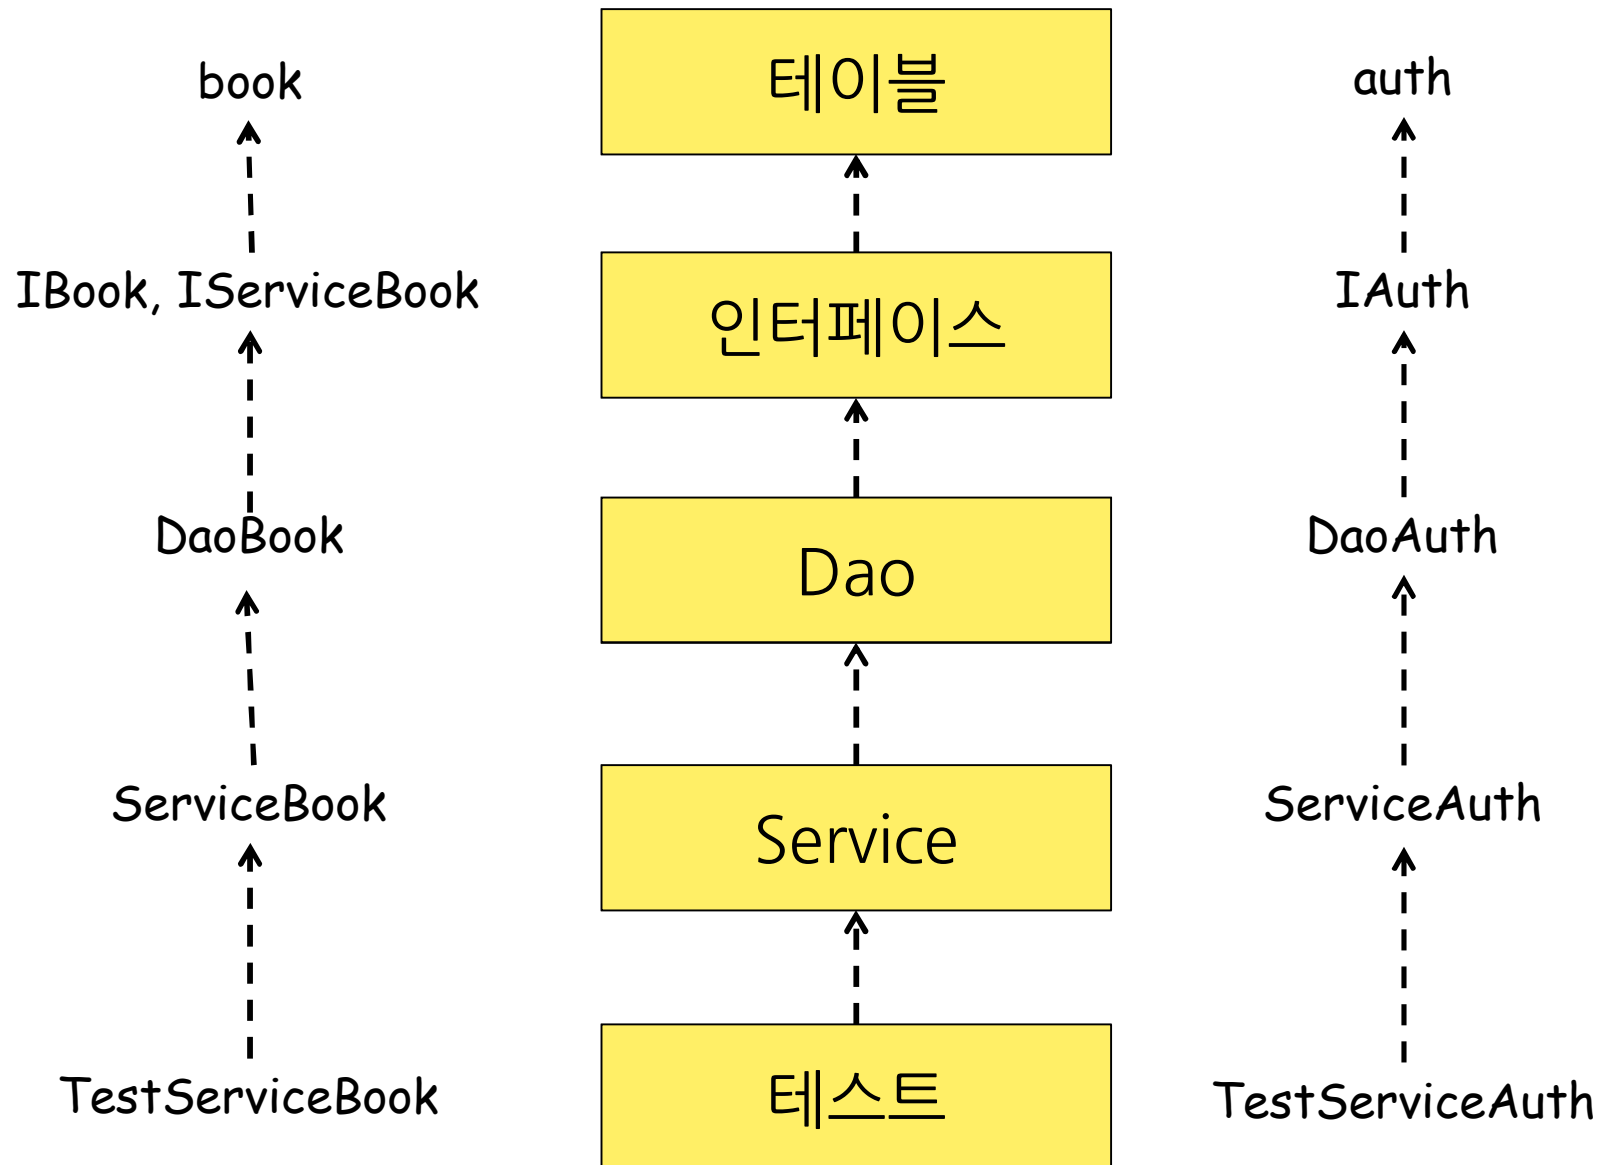 테이블
book
auth
IBook, IServiceBook
인터페이스
IAuth
DaoBook
Dao
DaoAuth
ServiceBook
Service
ServiceAuth
TestServiceBook
테스트
TestServiceAuth